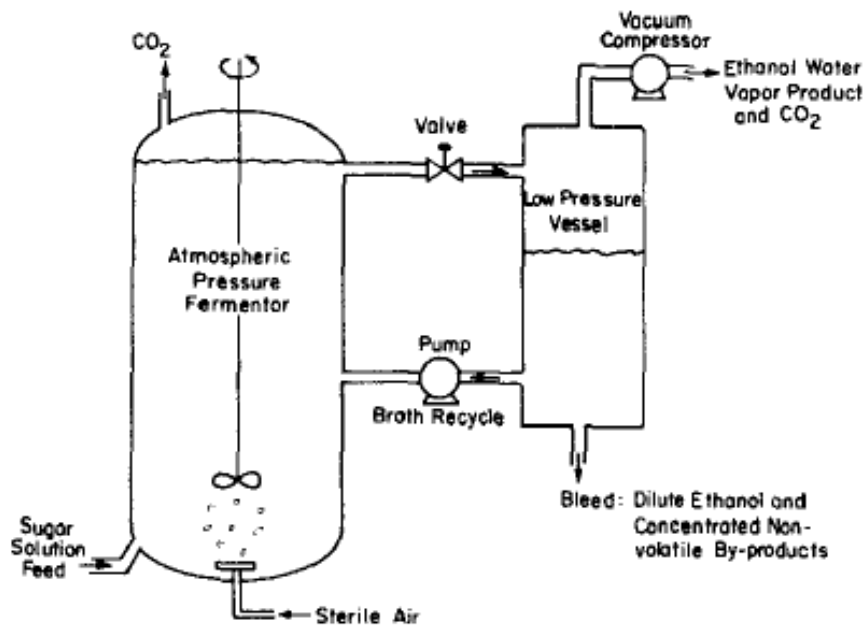 CO2
Vacuum
Compressor
Ethanol Water
Vapor Product
and CO2
Valve
Low Pressure
Vessel
Atmospheric
Pressure
Fermentor
Pump
Broth Recycle
Sugar
Solution
Feed
Sterile Air
Bleed: Dilute Ethanol and
Concentrated Non-
volatile By-products